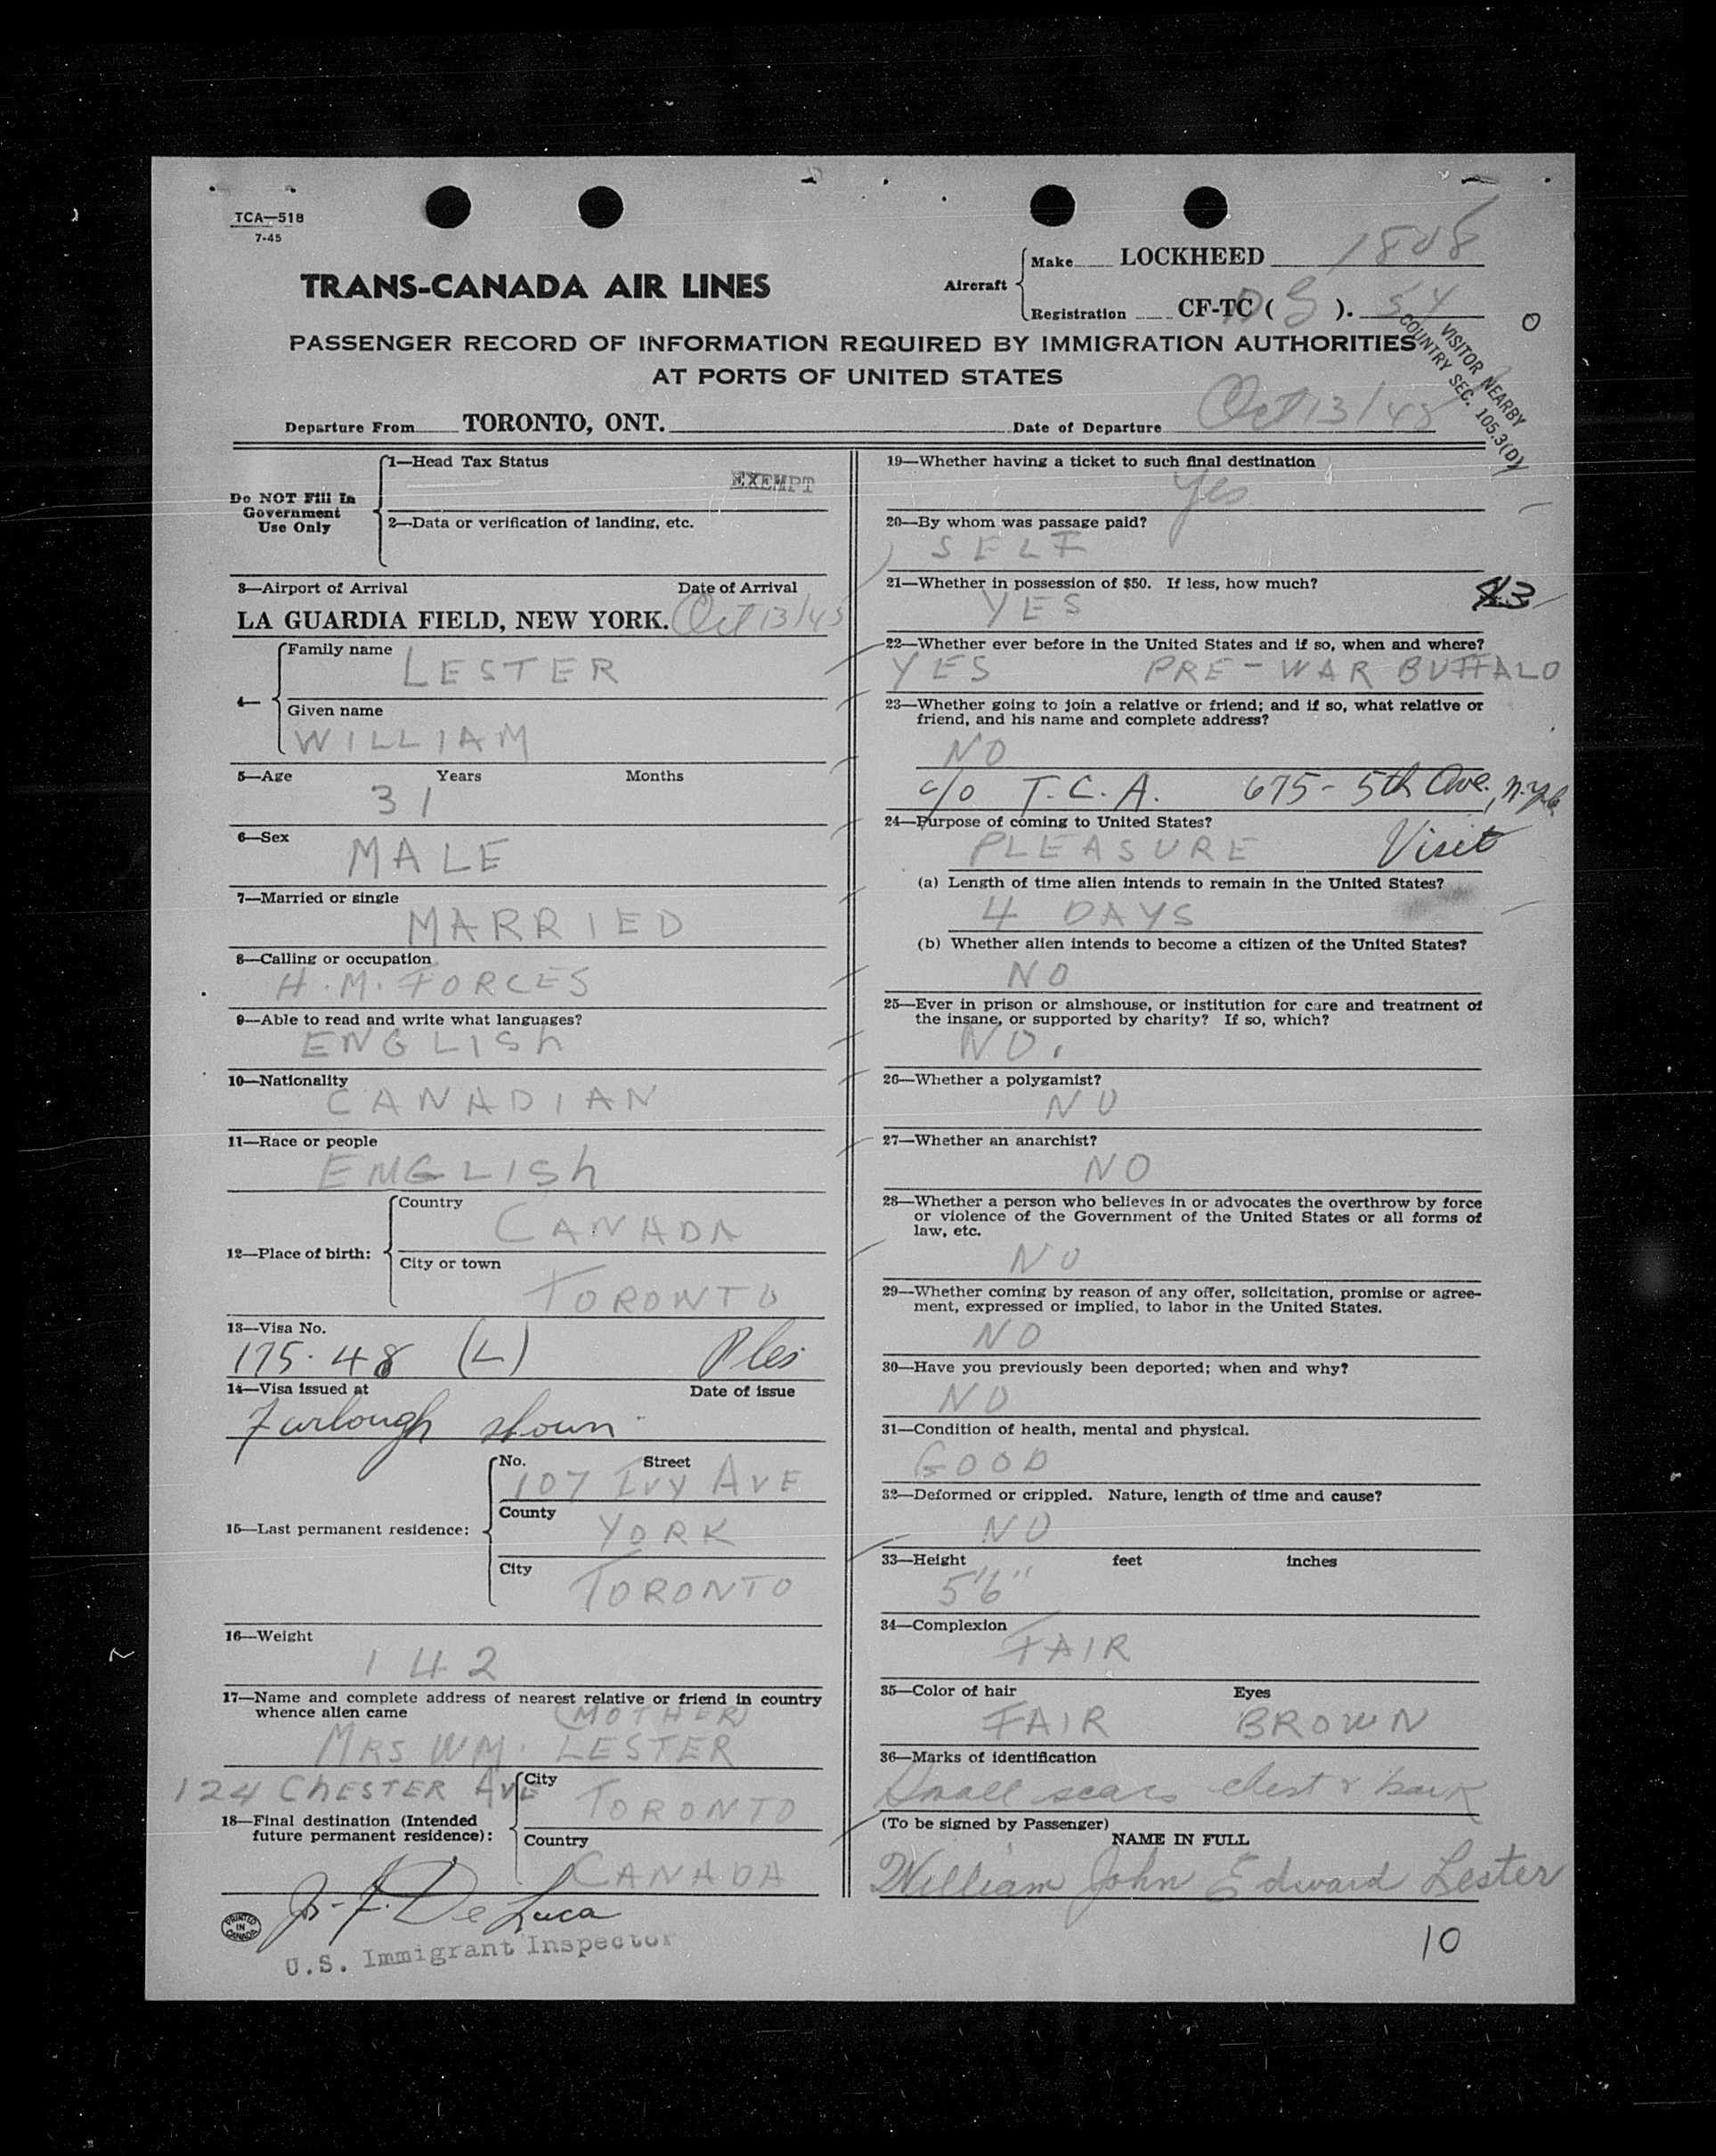 TCA—518
7-45
TRANS-CANADA AIR LINES
Aircraft
Make LOCKHEED 1808
Registration CF-TC ( ). 54
O
PASSENGER RECORD OF INFORMATION REQUIRED BY IMMIGRATION AUTHORITIES
AT PORTS OF UNITED STATES
VISITOR NEARBY
COUNTRY SEC. 105.3(D)
Departure From TORONTO, ONT. Date of Departure Oct 13/45
Do NOT Fill In
Government
Use Only
1—Head Tax Status
EXEMPT
2—Data or verification of landing, etc.
3—Airport of Arrival Date of Arrival
LA GUARDIA FIELD, NEW YORK. Oct 13/45
4—
Family name
LESTER
Given name
WILLIAM
5—Age Years Months
31
6—Sex
MALE
7—Married or single
MARRIED
8—Calling or occupation
H.M. FORCES
9—Able to read and write what languages?
ENGLISh
10—Nationality
CANADIAN
11—Race or people
ENGLISh
12—Place of birth:
Country
CANADA
City or town
TORONTO
13—Visa No.
175.48 (L)
14—Visa issued at Date of issue
Furlough shown
15—Last permanent residence:
No. Street
107 IVY AVE
County
YORK
City
TORONTO
16—Weight
142
17—Name and complete address of nearest relative or friend in country
whence alien came
(MOTHER)
MRS WM. LESTER
124 ChESTER AVE
18—Final destination (Intended
future permanent residence):
City
TORONTO
Country
CANADA
J. F. De Luca
PRINTED IN CANADA
U.S. Immigrant Inspector
19—Whether having a ticket to such final destination
Yes
20—By whom was passage paid?
SELF
21—Whether in possession of $50. If less, how much?
YES
22—Whether ever before in the United States and if so, when and where?
YES PRE-WAR BUFFALO
23—Whether going to join a relative or friend; and if so, what relative or
friend, and his name and complete address?
NO
c/o T.C.A. 675-5th Ave., n.y.c.
24—Purpose of coming to United States?
PLEASURE Visit
(a) Length of time alien intends to remain in the United States?
4 DAYS
(b) Whether alien intends to become a citizen of the United States?
NO
25—Ever in prison or almshouse, or institution for care and treatment of
the insane, or supported by charity? If so, which?
NO.
26—Whether a polygamist?
NO
27—Whether an anarchist?
NO
28—Whether a person who believes in or advocates the overthrow by force
or violence of the Government of the United States or all forms of
law, etc.
NO
29—Whether coming by reason of any offer, solicitation, promise or agree-
ment, expressed or implied, to labor in the United States.
NO
30—Have you previously been deported; when and why?
NO
31—Condition of health, mental and physical.
GOOD
32—Deformed or crippled. Nature, length of time and cause?
NO
33—Height feet inches
5'6"
34—Complexion
FAIR
35—Color of hair Eyes
FAIR BROWN
36—Marks of identification
Small scars chest & back
(To be signed by Passenger)
NAME IN FULL
William John Edward Lester
10